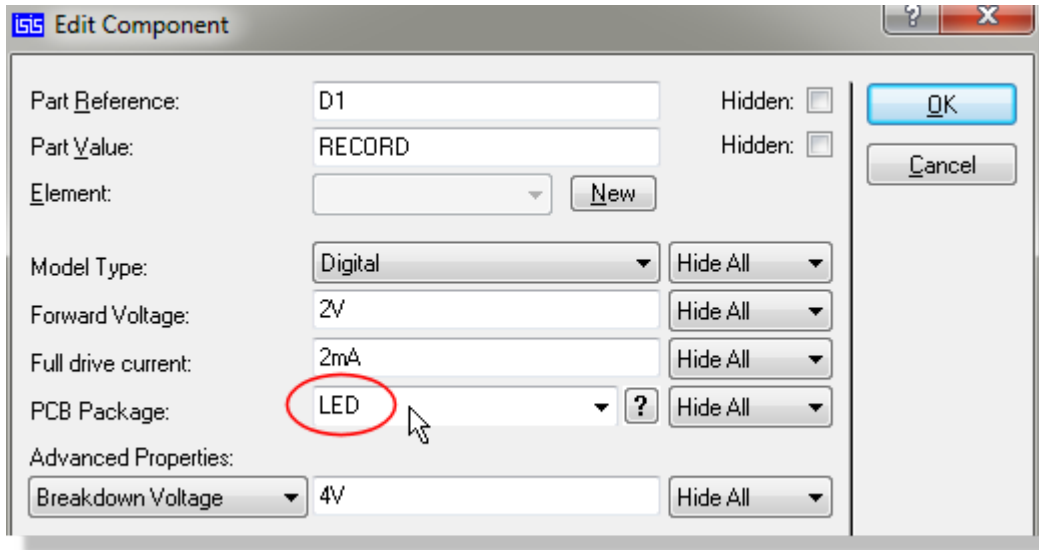 isis Edit Component ? X
Part Reference: D1 Hidden:
Part Value: RECORD Hidden:
Element: New
OK
Cancel
Model Type: Digital Hide All
Forward Voltage: 2V Hide All
Full drive current: 2mA Hide All
PCB Package: LED ? Hide All
Advanced Properties:
Breakdown Voltage 4V Hide All